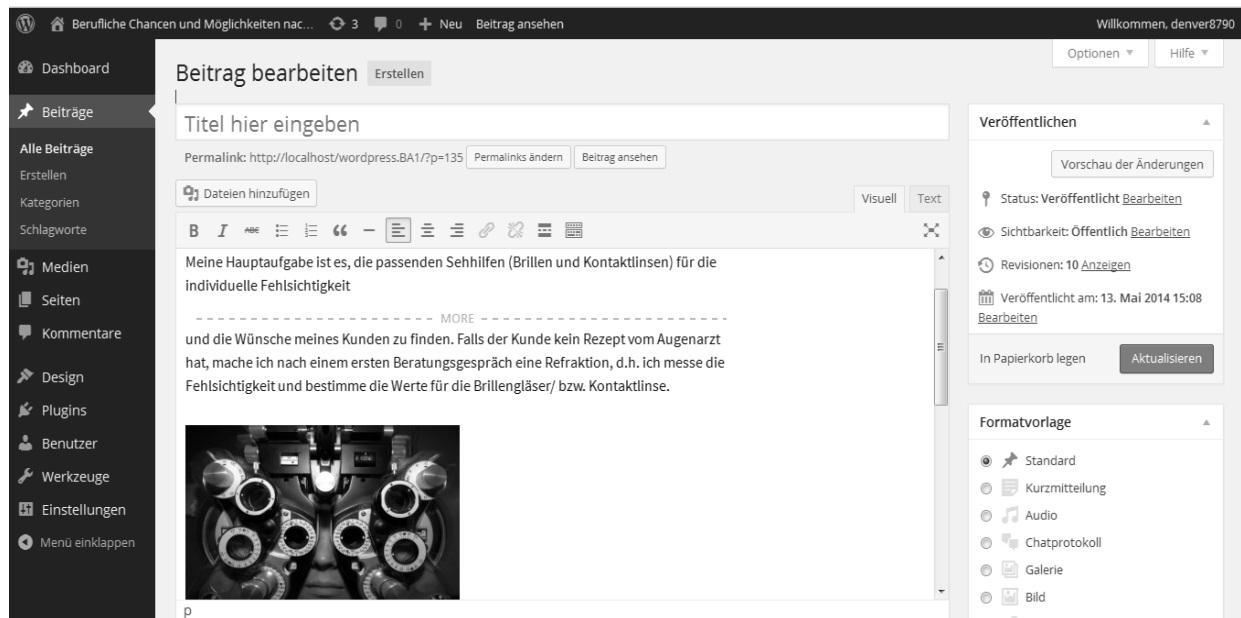 Berufliche Chancen und Möglichkeiten nac... 3 0 Neu Beitrag ansehen Willkommen, denver8790
Optionen Hilfe
Dashboard
Beiträge
Alle Beiträge
Erstellen
Kategorien
Schlagworte
Medien
Seiten
Kommentare
Design
Plugins
Benutzer
Werkzeuge
Einstellungen
Menü einklappen
Beitrag bearbeiten Erstellen
Titel hier eingeben
Permalink: http://localhost/wordpress.BA1/?p=135 Permalinks ändern Beitrag ansehen
Dateien hinzufügen
Visuell Text
B I ABE
Meine Hauptaufgabe ist es, die passenden Sehhilfen (Brillen und Kontaktlinsen) für die
individuelle Fehlsichtigkeit
MORE
und die Wünsche meines Kunden zu finden. Falls der Kunde kein Rezept vom Augenarzt
hat, mache ich nach einem ersten Beratungsgespräch eine Refraktion, d.h. ich messe die
Fehlsichtigkeit und bestimme die Werte für die Brillengläser/ bzw. Kontaktlinse.
p
Veröffentlichen
Vorschau der Änderungen
Status: Veröffentlicht Bearbeiten
Sichtbarkeit: Öffentlich Bearbeiten
Revisionen: 10 Anzeigen
Veröffentlicht am: 13. Mai 2014 15:08
Bearbeiten
In Papierkorb legen Aktualisieren
Formatvorlage
Standard
Kurzmitteilung
Audio
Chatprotokoll
Galerie
Bild